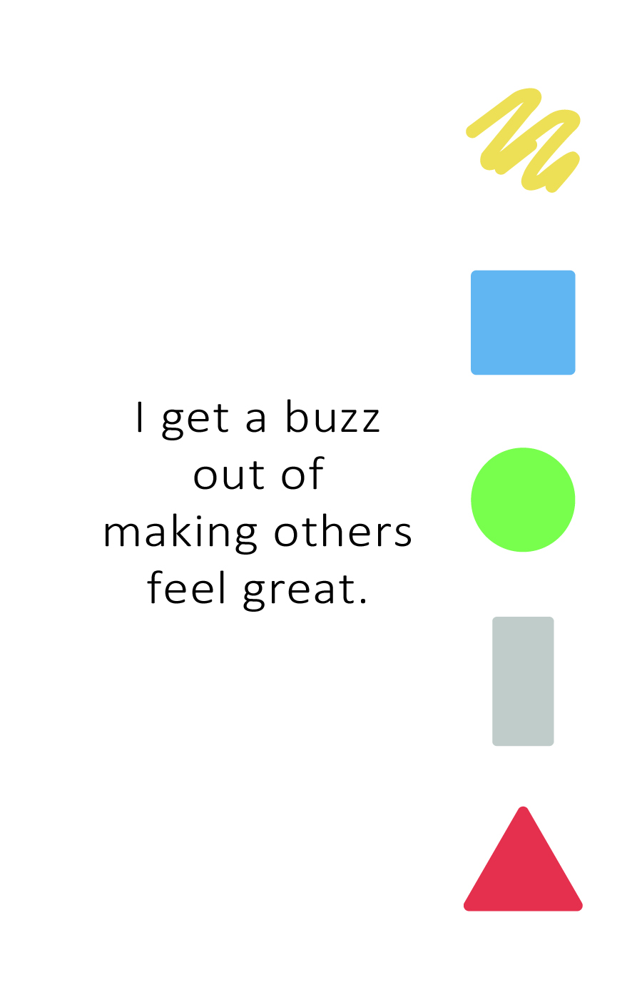 I get a buzz
out of
making others
feel great.